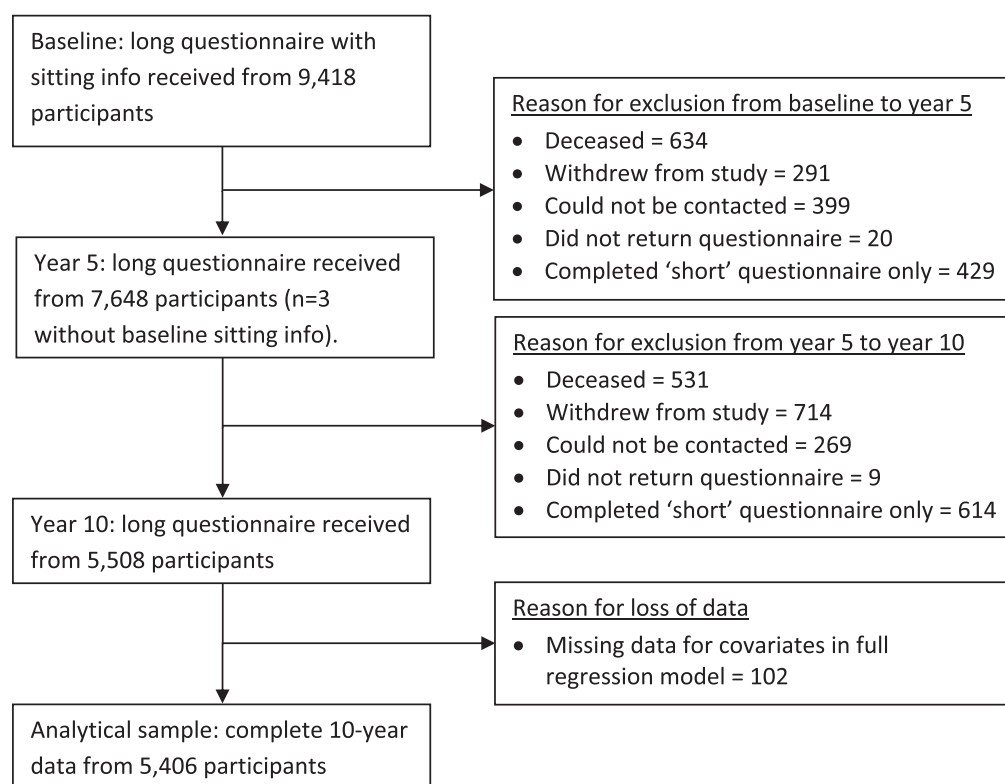 Baseline: long questionnaire with
sitting info received from 9,418
participants
Reason for exclusion from baseline to year 5
• Deceased = 634
• Withdrew from study = 291
• Could not be contacted = 399
• Did not return questionnaire = 20
• Completed ‘short’ questionnaire only = 429
Year 5: long questionnaire received
from 7,648 participants (n=3
without baseline sitting info).
Reason for exclusion from year 5 to year 10
• Deceased = 531
• Withdrew from study = 714
• Could not be contacted = 269
• Did not return questionnaire = 9
• Completed ‘short’ questionnaire only = 614
Year 10: long questionnaire received
from 5,508 participants
Reason for loss of data
• Missing data for covariates in full
regression model = 102
Analytical sample: complete 10-year
data from 5,406 participants